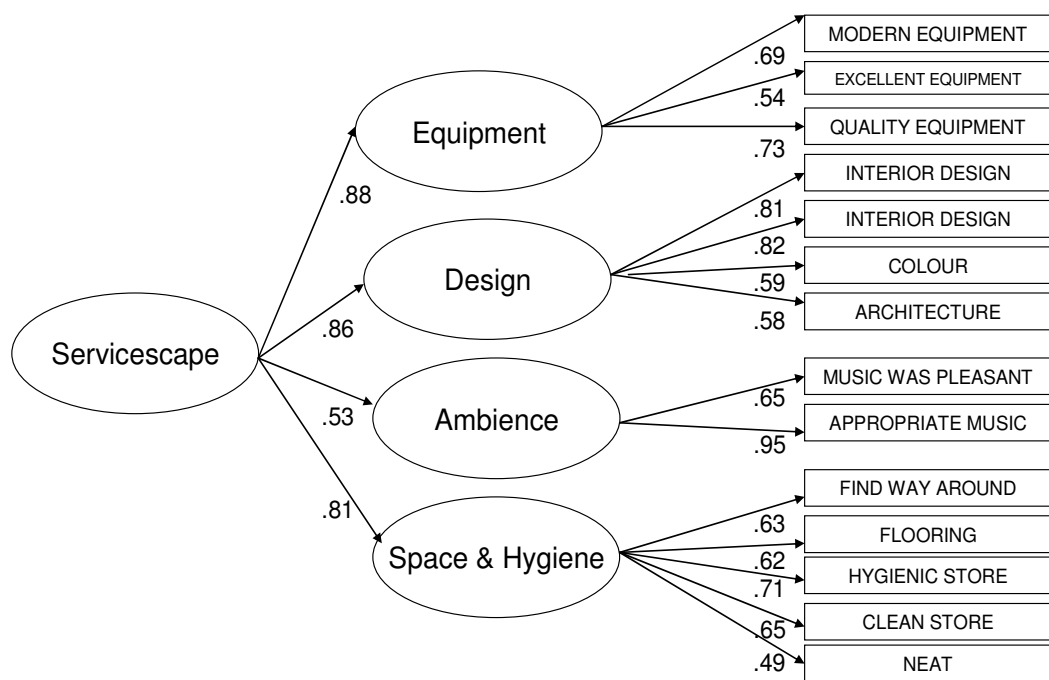 MODERN EQUIPMENT
.69
EXCELLENT EQUIPMENT
.54
Equipment
QUALITY EQUIPMENT
.73
INTERIOR DESIGN
.88
.81
INTERIOR DESIGN
.82
Design
COLOUR
.59
ARCHITECTURE
.58
.86
Servicescape
MUSIC WAS PLEASANT
.65
.53
Ambience
APPROPRIATE MUSIC
.95
FIND WAY AROUND
.81
.63
FLOORING
.62
Space & Hygiene
HYGIENIC STORE
.71
CLEAN STORE
.65
NEAT
.49